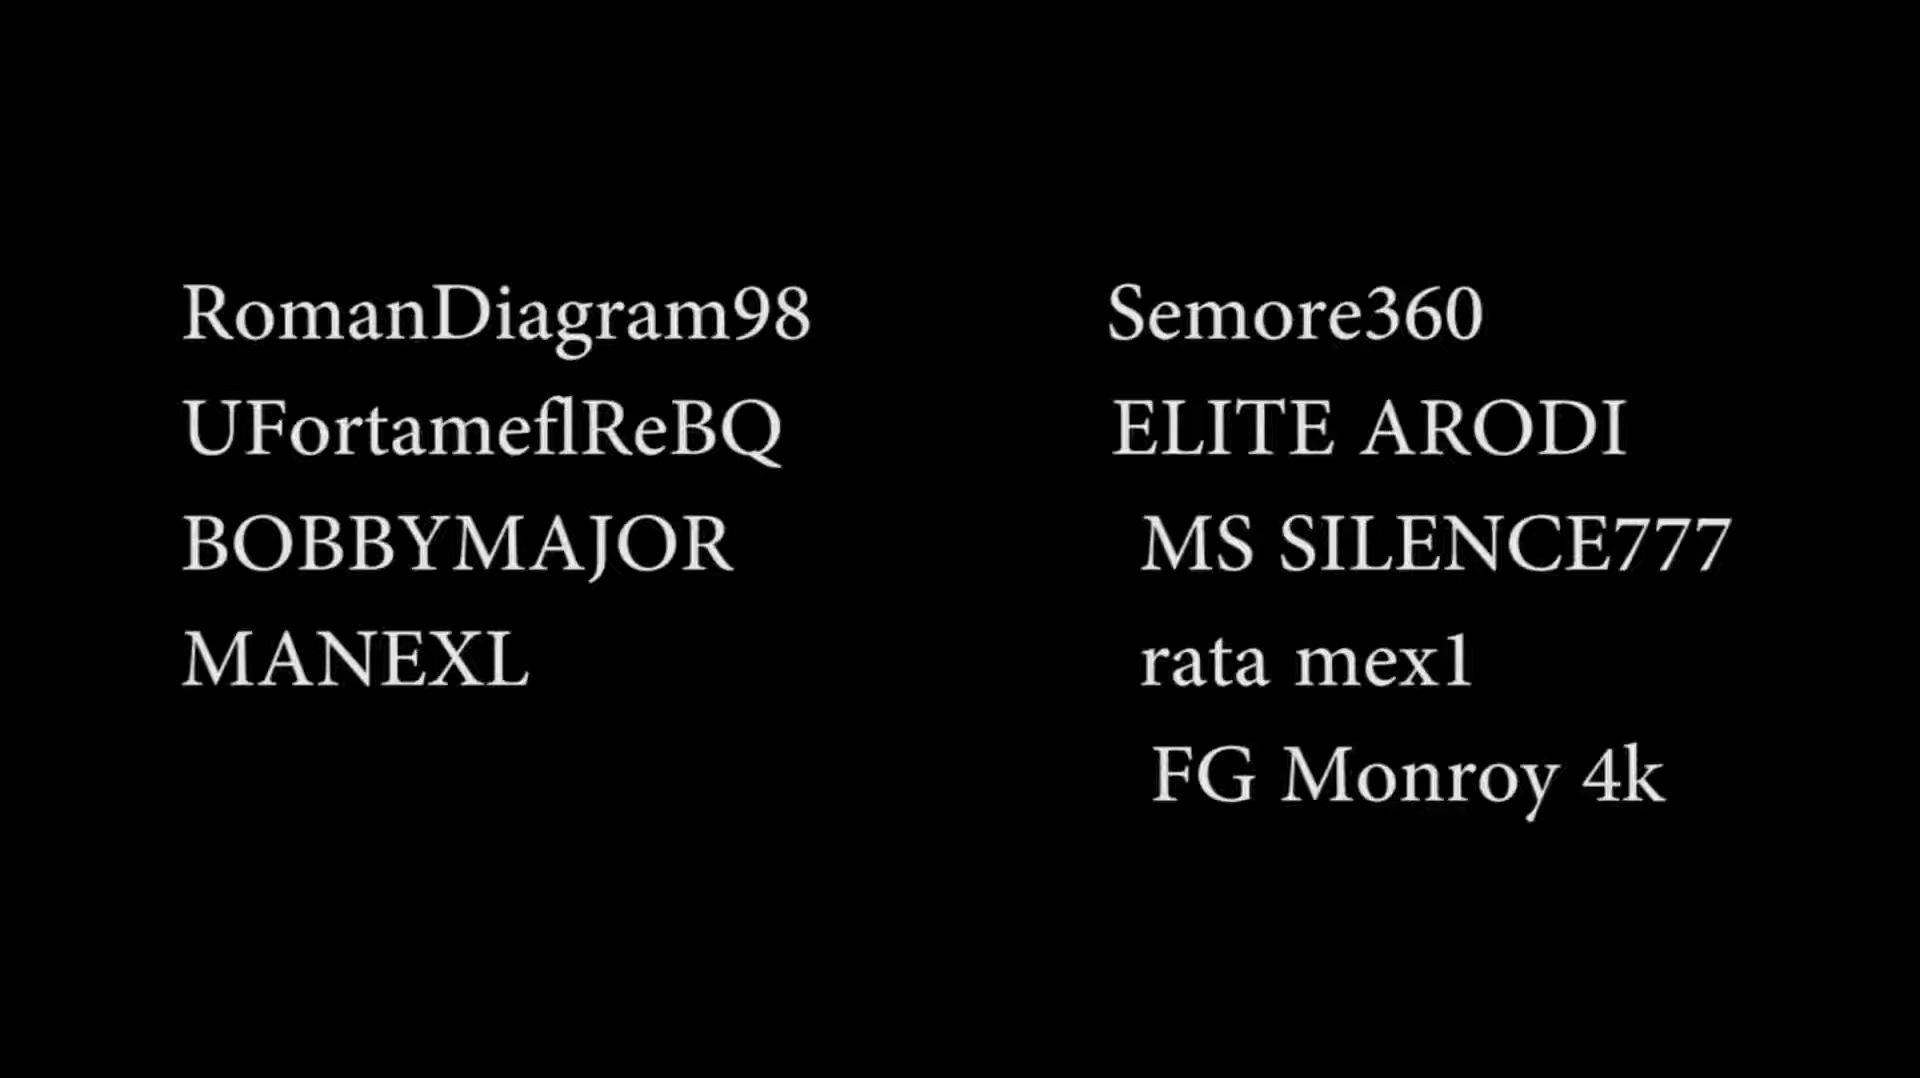 RomanDiagram98
UFortameflReBQ
BOBBYMAJOR
MANEXL
Semore360
ELITE ARODI
MS SILENCE777
rata mex1
FG Monroy 4k